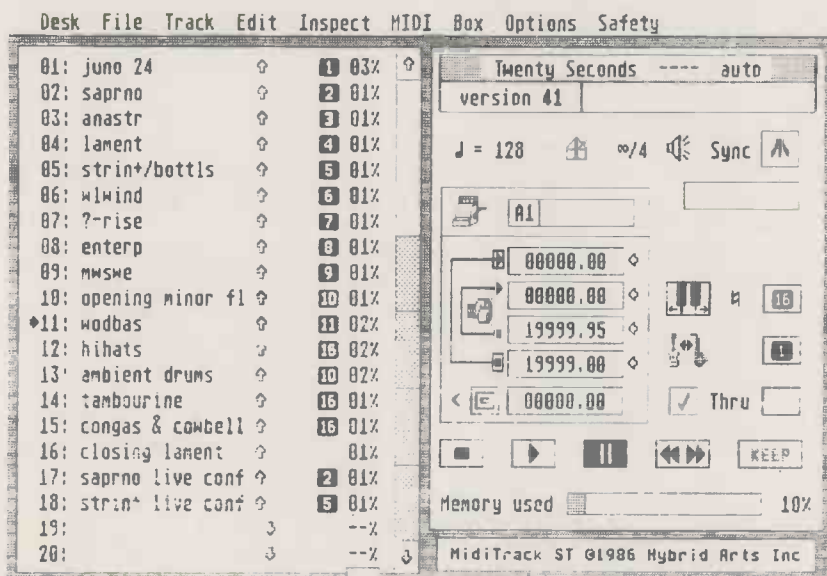 Desk File Track Edit Inspect MIDI Box Options Safety
01: juno 24 1 03%
02: saprno 2 01%
03: anastr 3 01%
04: lament 4 01%
05: strin+/bottls 5 01%
06: wlwind 6 01%
07: ?-rise 7 01%
08: enterp 8 01%
09: mwswe 9 01%
10: opening minor fl 10 01%
11: wodbas 11 02%
12: hihats 16 02%
13: ambient drums 10 02%
14: tambourine 16 01%
15: congas & cowbell 16 01%
16: closing lament 01%
17: saprno live conf 2 01%
18: strin+ live conf 5 01%
19: --%
20: --%
Twenty Seconds ---- auto
version 41
♩ = 128 ∞/4 Sync
A1
00000.00
00000.00 ♮ 16
19999.95
19000.00 1
< 00000.00 ✓ Thru
KEEP
Memory used 10%
MidiTrack ST ©1986 Hybrid Arts Inc